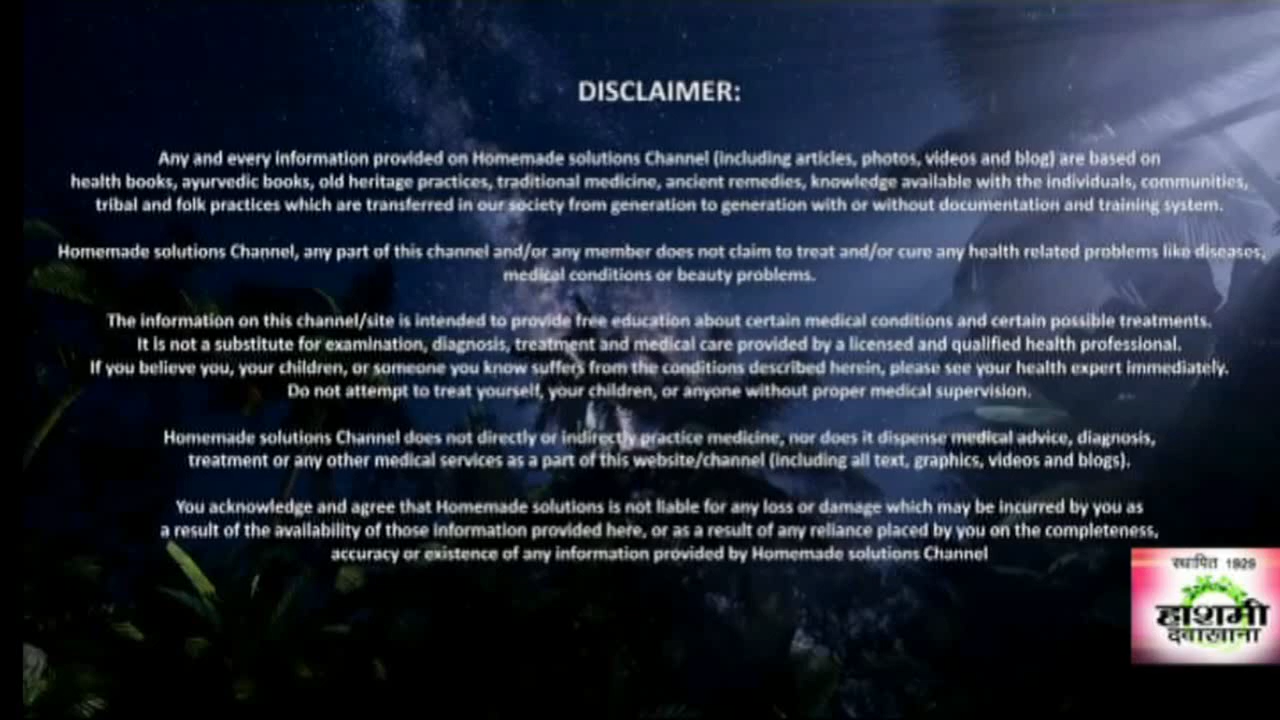 DISCLAIMER:
Any and every information provided on Homemade solutions Channel (including articles, photos, videos and blog) are based on
health books, ayurvedic books, old heritage practices, traditional medicine, ancient remedies, knowledge available with the individuals, communities,
tribal and folk practices which are transferred in our society from generation to generation with or without documentation and training system.
Homemade solutions Channel, any part of this channel and/or any member does not claim to treat and/or cure any health related problems like diseases,
medical conditions or beauty problems.
The information on this channel/site is intended to provide free education about certain medical conditions and certain possible treatments.
It is not a substitute for examination, diagnosis, treatment and medical care provided by a licensed and qualified health professional.
If you believe you, your children, or someone you know suffers from the conditions described herein, please see your health expert immediately.
Do not attempt to treat yourself, your children, or anyone without proper medical supervision.
Homemade solutions Channel does not directly or indirectly practice medicine, nor does it dispense medical advice, diagnosis,
treatment or any other medical services as a part of this website/channel (including all text, graphics, videos and blogs).
You acknowledge and agree that Homemade solutions is not liable for any loss or damage which may be incurred by you as
a result of the availability of those information provided here, or as a result of any reliance placed by you on the completeness,
accuracy or existence of any information provided by Homemade solutions Channel
स्थापित 1929
हाशमी
दवाखाना